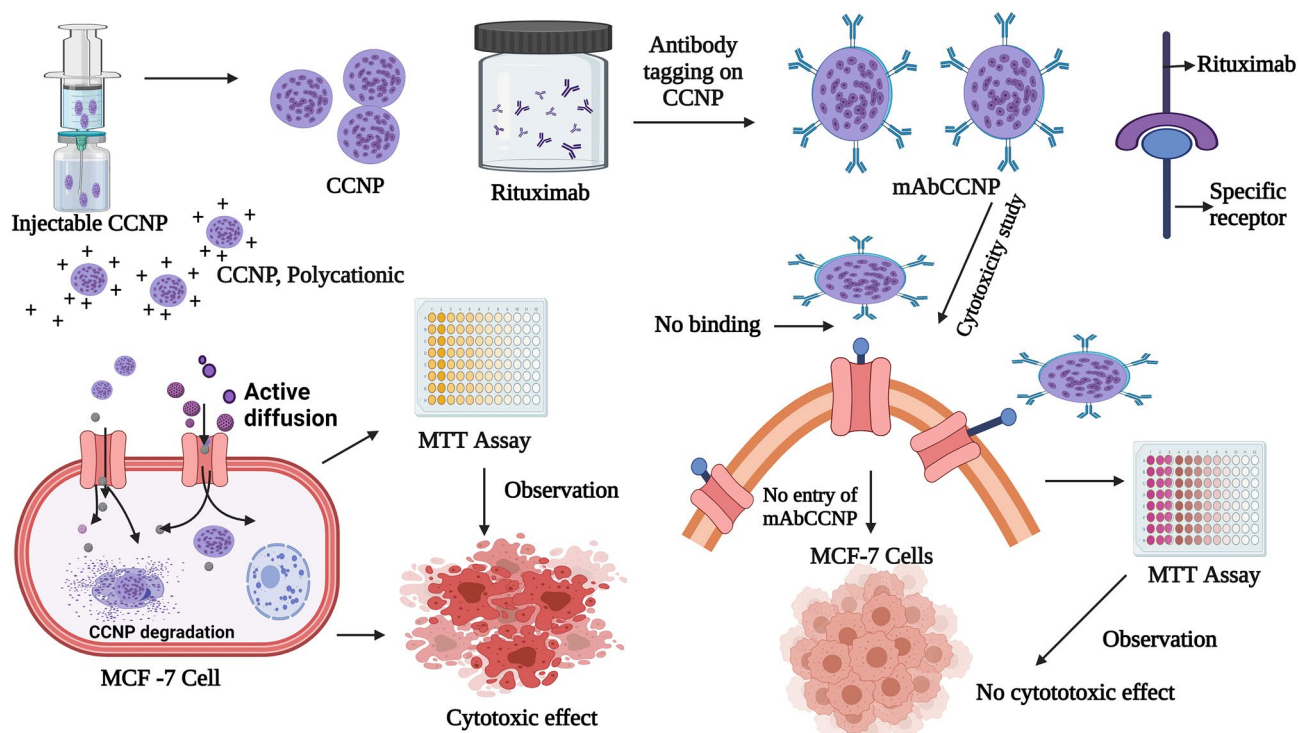 Injectable CCNP
CCNP
Rituximab
Antibody
tagging on
CCNP
mAbCCNP
Rituximab
Specific
receptor
CCNP, Polycationic
Cytotoxicity study
No binding
Active
diffusion
MTT Assay
Observation
CCNP degradation
MCF -7 Cell
Cytotoxic effect
No entry of
mAbCCNP
MCF-7 Cells
MTT Assay
Observation
No cytototoxic effect